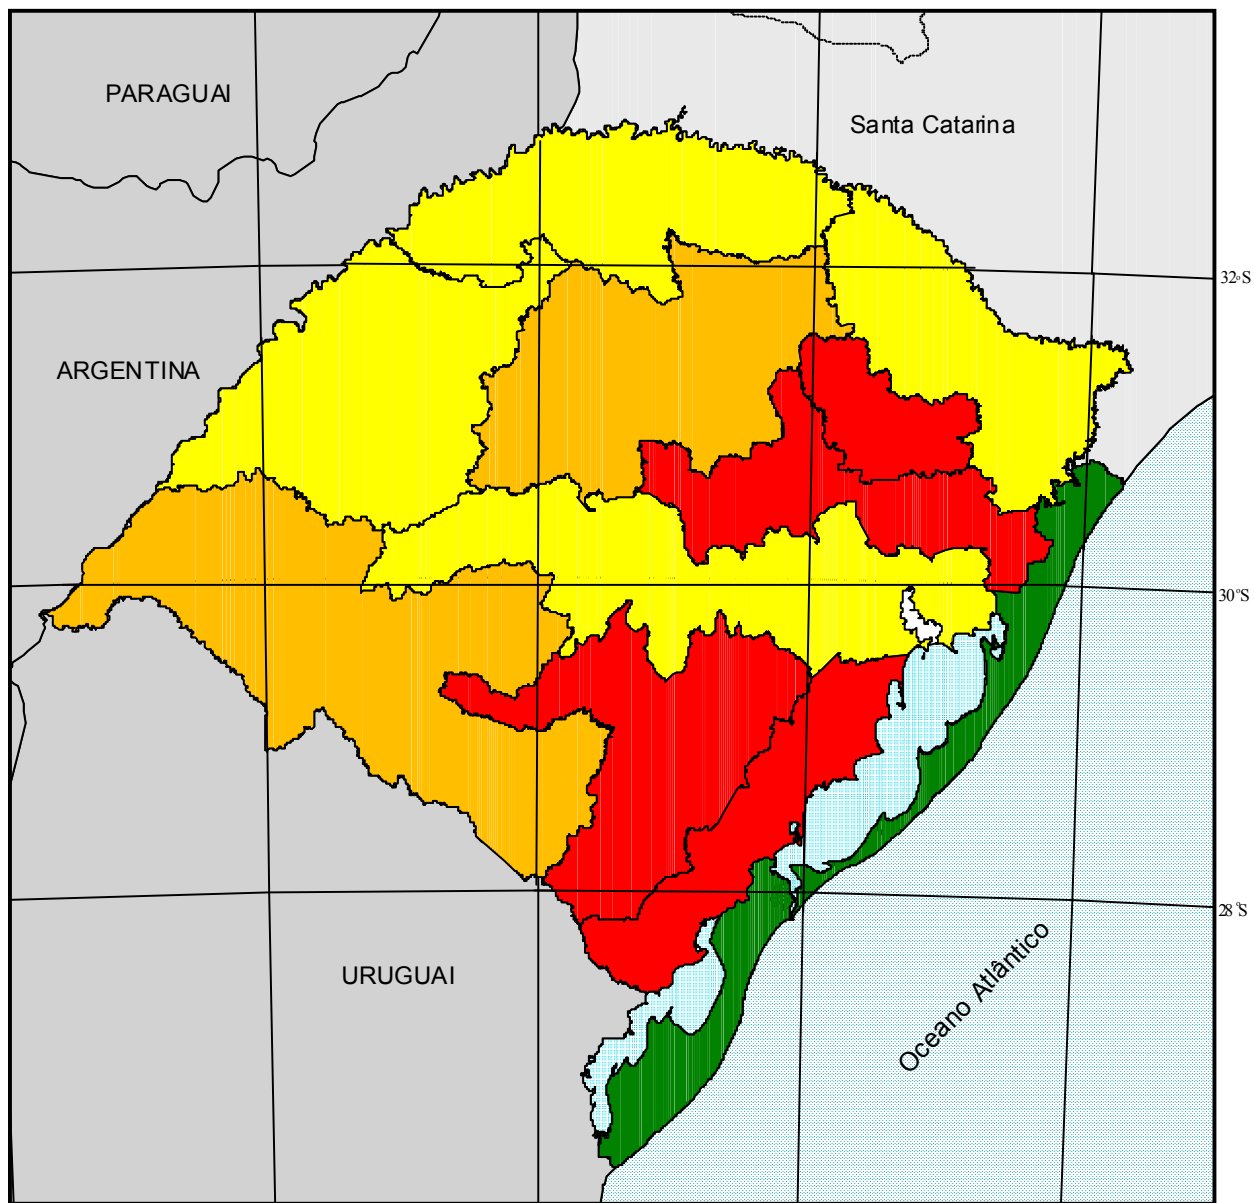 PARAGUAI
Santa Catarina
32°S
ARGENTINA
30°S
28°S
Oceano Atlântico
URUGUAI